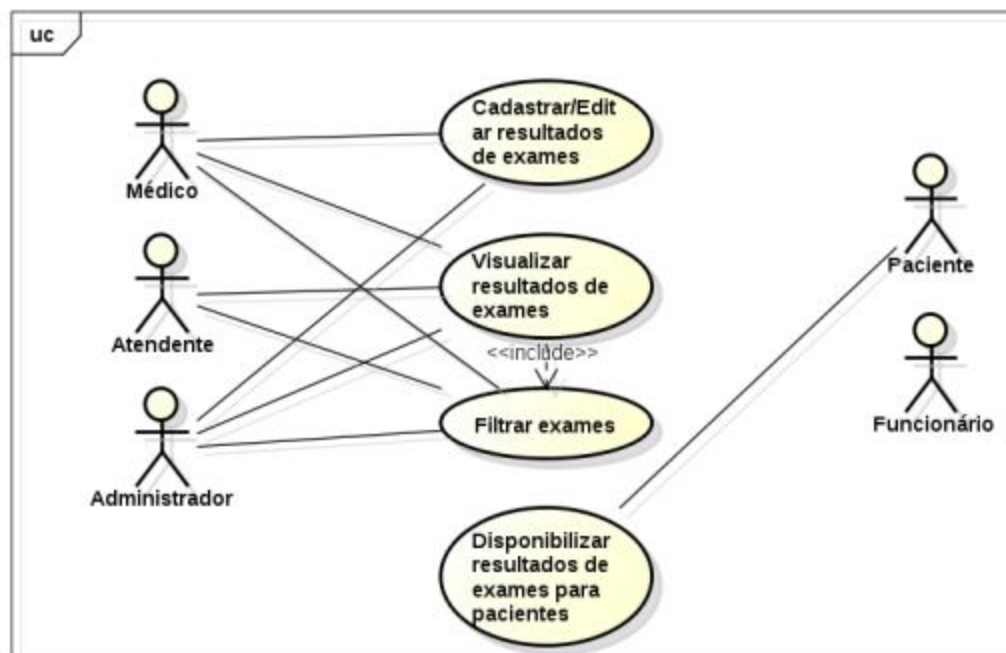 uc
Médico
Cadastrar/Edit
ar resultados
de exames
Paciente
Atendente
Visualizar
resultados de
exames
<<include>>
Funcionário
Administrador
Filtrar exames
Disponibilizar
resultados de
exames para
pacientes